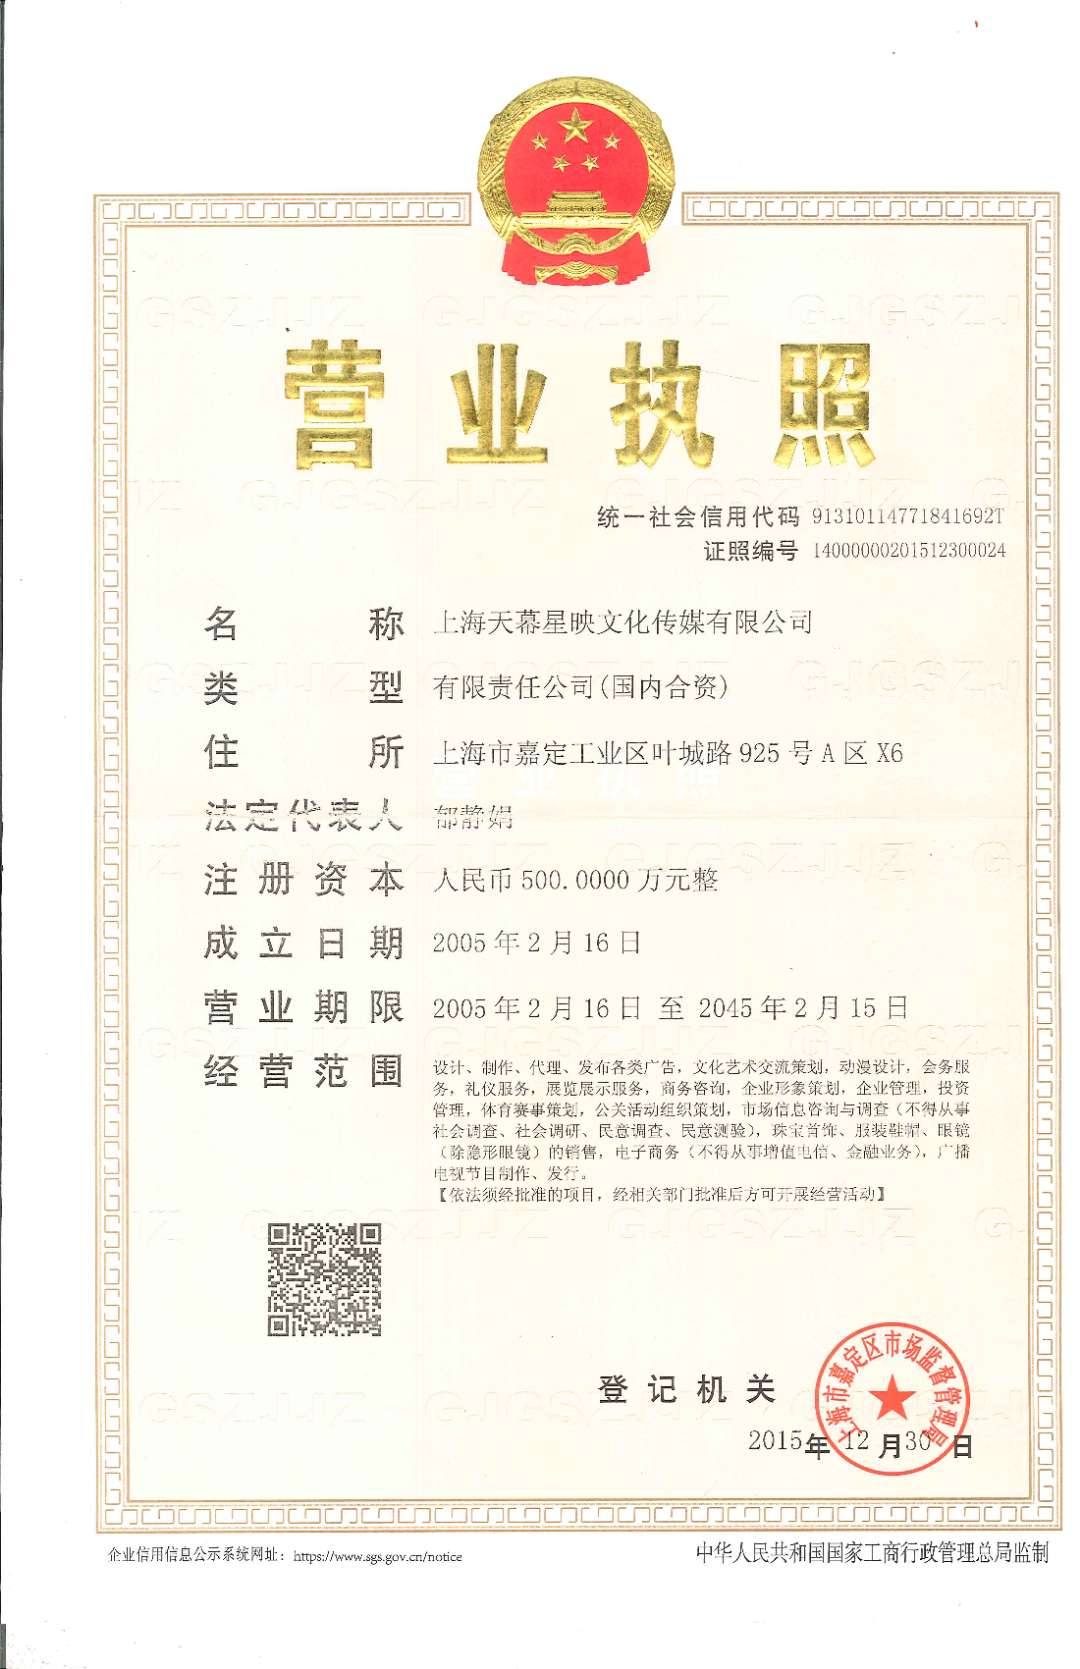 营业执照
统一社会信用代码 91310114771841692T
证照编号 14000000201512300024
名称 上海天幕星映文化传媒有限公司
类型 有限责任公司(国内合资)
住所 上海市嘉定工业区叶城路925号A区X6
法定代表人 郁静娟
注册资本 人民币500.0000万元整
成立日期 2005年2月16日
营业期限 2005年2月16日 至 2045年2月15日
经营范围 设计、制作、代理、发布各类广告，文化艺术交流策划，动漫设计，会务服
务，礼仪服务，展览展示服务，商务咨询，企业形象策划，企业管理，投资
管理，体育赛事策划，公关活动组织策划，市场信息咨询与调查（不得从事
社会调查、社会调研、民意调查、民意测验），珠宝首饰、服装鞋帽、眼镜
（除隐形眼镜）的销售，电子商务（不得从事增值电信、金融业务），广播
电视节目制作、发行。
【依法须经批准的项目，经相关部门批准后方可开展经营活动】
登记机关
上海市嘉定区市场监督管理局
2015年12月30日
企业信用信息公示系统网址：https://www.sgs.gov.cn/notice
中华人民共和国国家工商行政管理总局监制